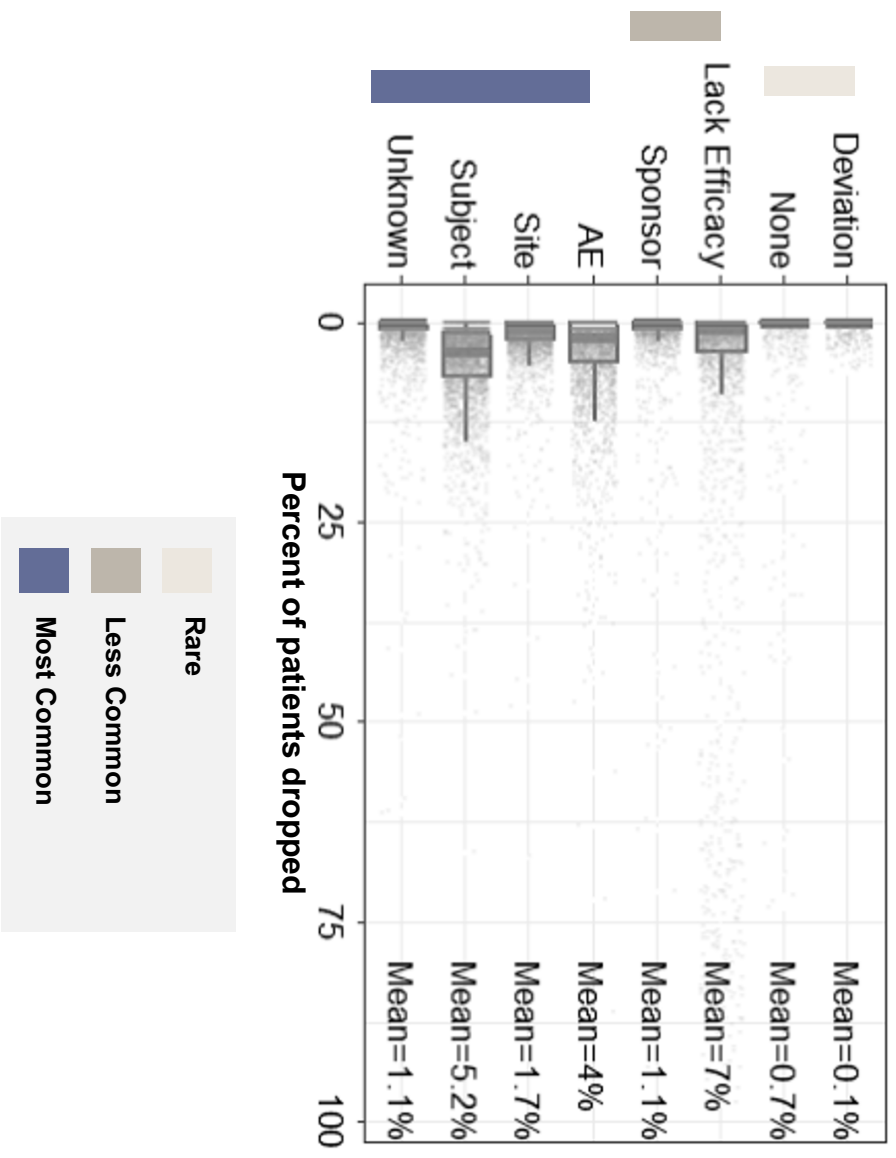 Deviation
Mean=0.1%
None
Mean=0.7%
Lack Efficacy
Mean=7%
Sponsor
Mean=1.1%
AE
Mean=4%
Site
Mean=1.7%
Subject
Mean=5.2%
Unknown
Mean=1.1%
0
25
50
75
100
Percent of patients dropped
Rare
Less Common
Most Common